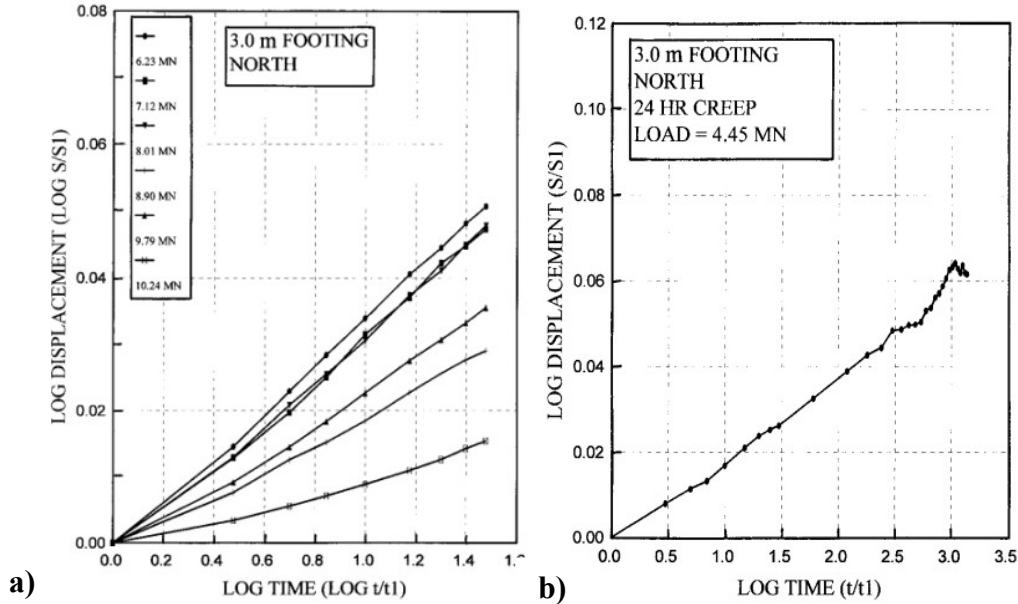 0.08
0.06
0.04
0.02
0.00
LOG DISPLACEMENT (LOG S/S1)
6.23 MN
7.12 MN
8.01 MN
8.90 MN
9.79 MN
10.24 MN
3.0 m FOOTING
NORTH
0.0 0.2 0.4 0.6 0.8 1.0 1.2 1.4 1.6
LOG TIME (LOG t/t1)
a)
0.12
0.10
0.08
0.06
0.04
0.02
0.00
LOG DISPLACEMENT (S/S1)
3.0 m FOOTING
NORTH
24 HR CREEP
LOAD = 4.45 MN
0.0 0.5 1.0 1.5 2.0 2.5 3.0 3.5
LOG TIME (t/t1)
b)